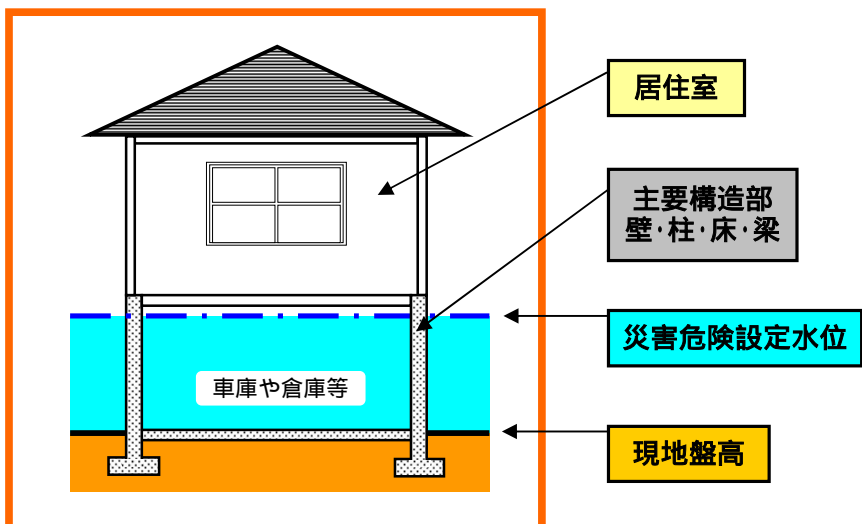 居住室
主要構造部
壁・柱・床・梁
災害危険設定水位
車庫や倉庫等
現地盤高